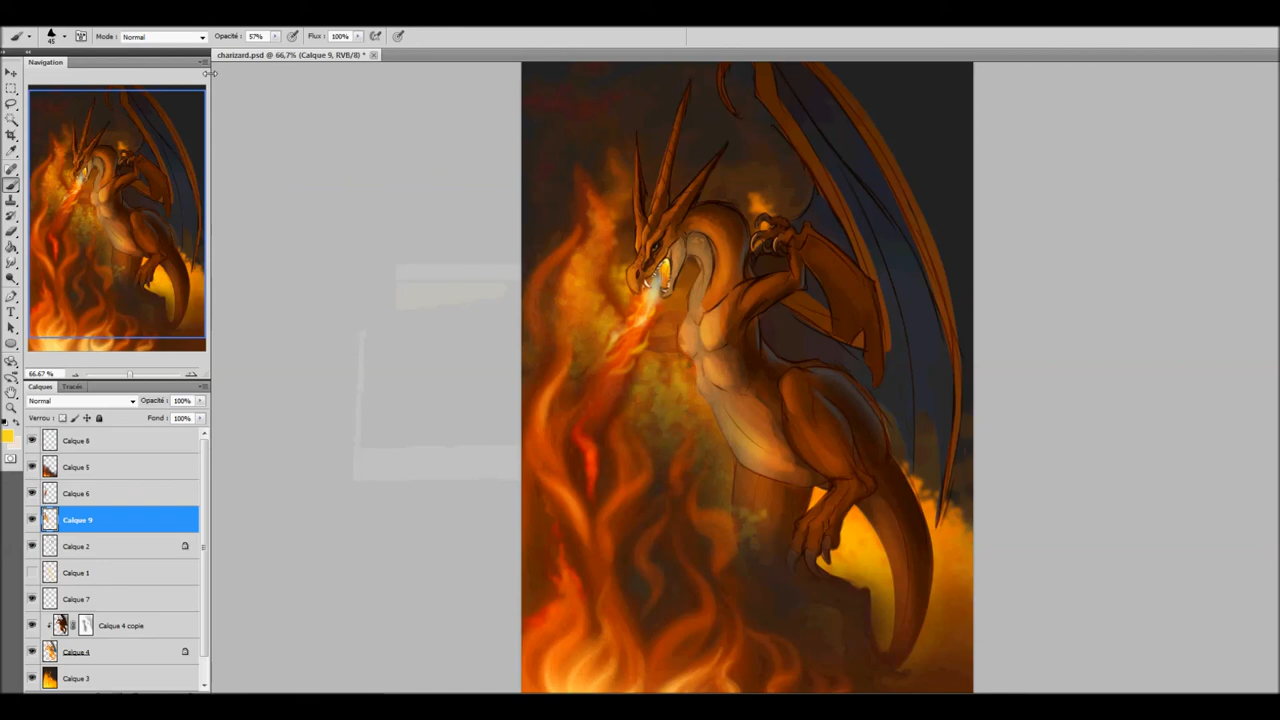 45 Mode : Normal Opacité : 57% Flux : 100%
Navigation
charizard.psd @ 66,7% (Calque 9, RVB/8) *
66.67 %
Calques Tracés
Normal Opacité : 100%
Verrou : Fond : 100%
Calque 8
Calque 5
Calque 6
Calque 9
Calque 2
Calque 1
Calque 7
Calque 4 copie
Calque 4
Calque 3